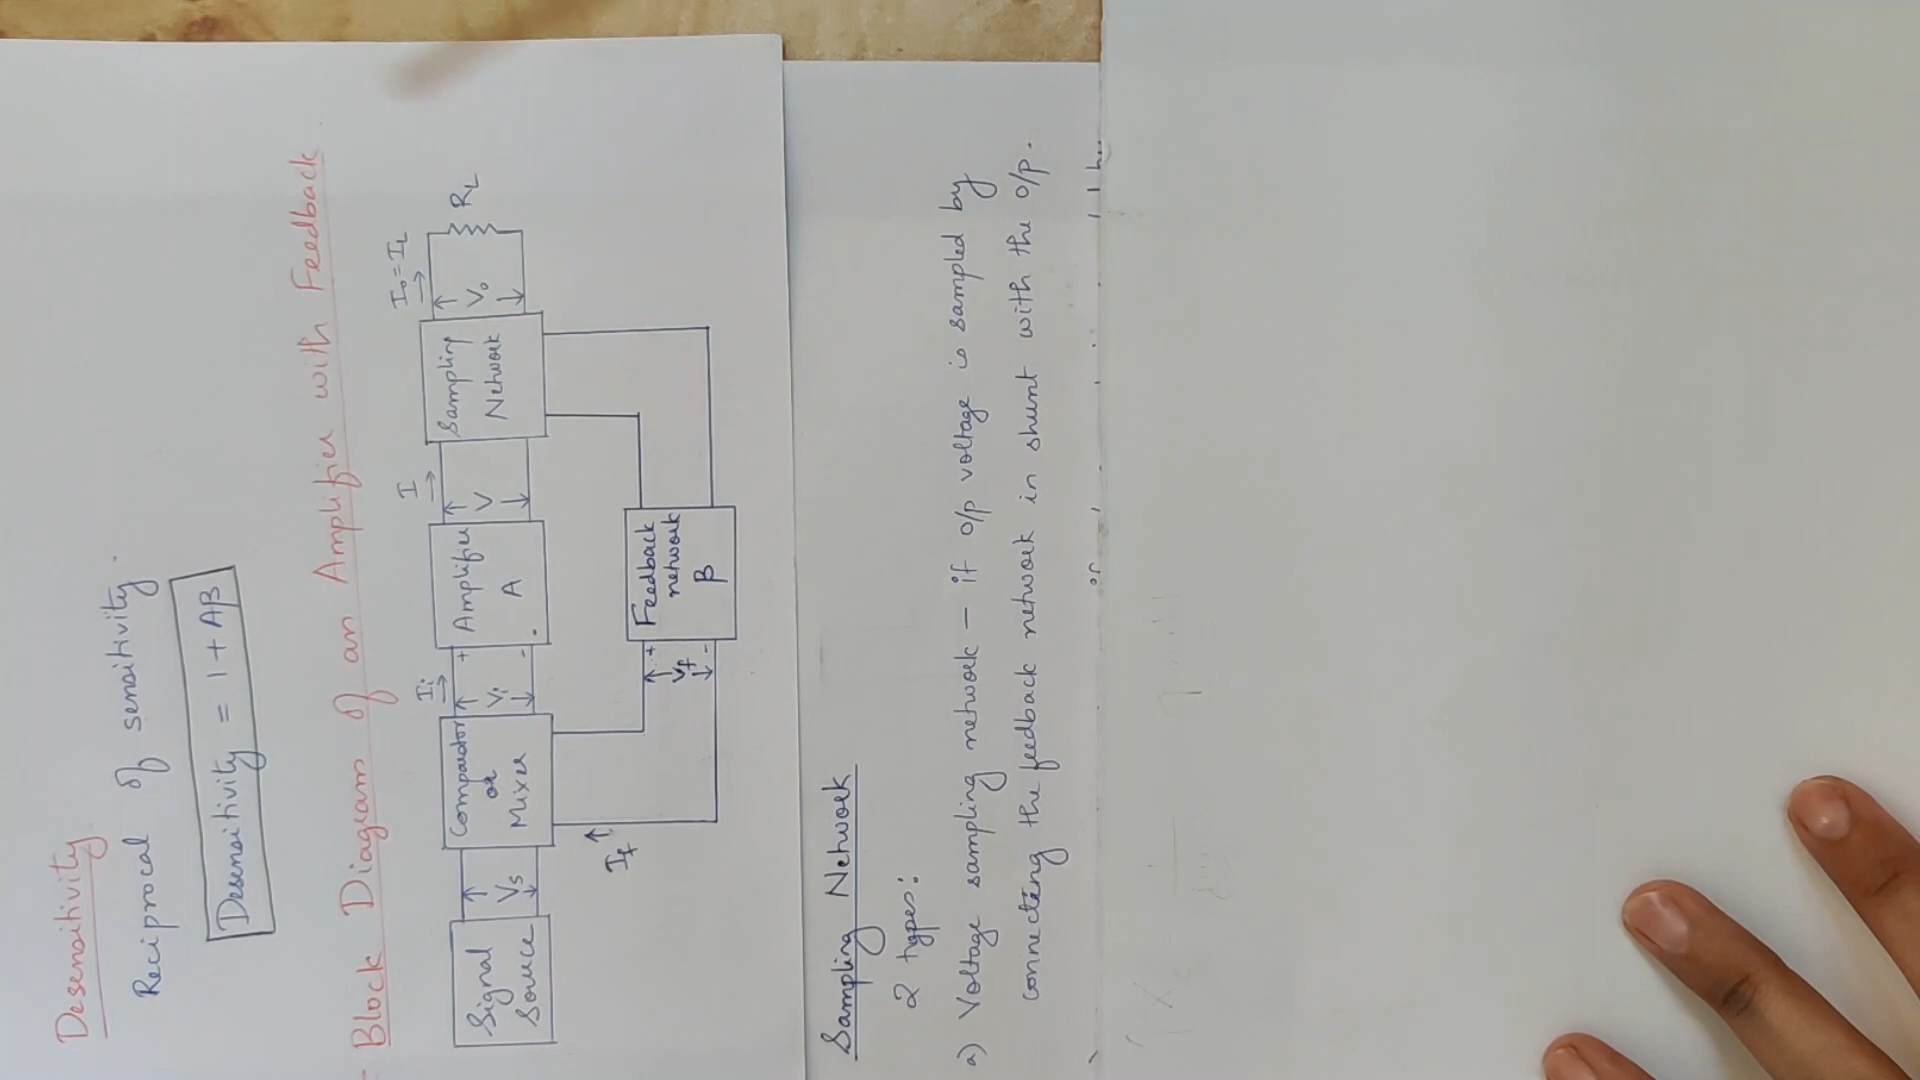 Desensitivity
Reciprocal of sensitivity.
Desensitivity = 1 + Aβ
- Block Diagram of an Amplifier with Feedback
Signal
Source
Vs
Comparator
or
Mixer
Ii
+
Vi
-
Amplifier
A
I
V
Sampling
Network
Io = IL
Vo
RL
If
+
Vf
-
Feedback
network
β
Sampling Network
2 types:
a) Voltage sampling network – if o/p voltage is sampled by
connecting the feedback network in shunt with the o/p.